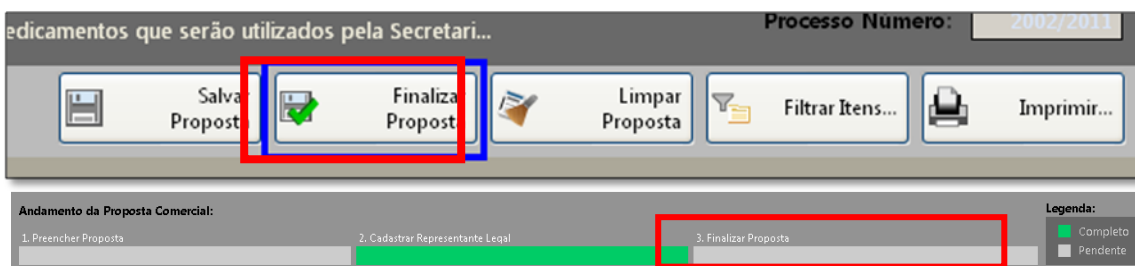 edicamentos que serão utilizados pela Secretari...
Processo Número: 2002/2011
Salvar Proposta
Finalizar Proposta
Limpar Proposta
Filtrar Itens...
Imprimir...
Andamento da Proposta Comercial:
Legenda:
1. Preencher Proposta
2. Cadastrar Representante Legal
3. Finalizar Proposta
Completo
Pendente